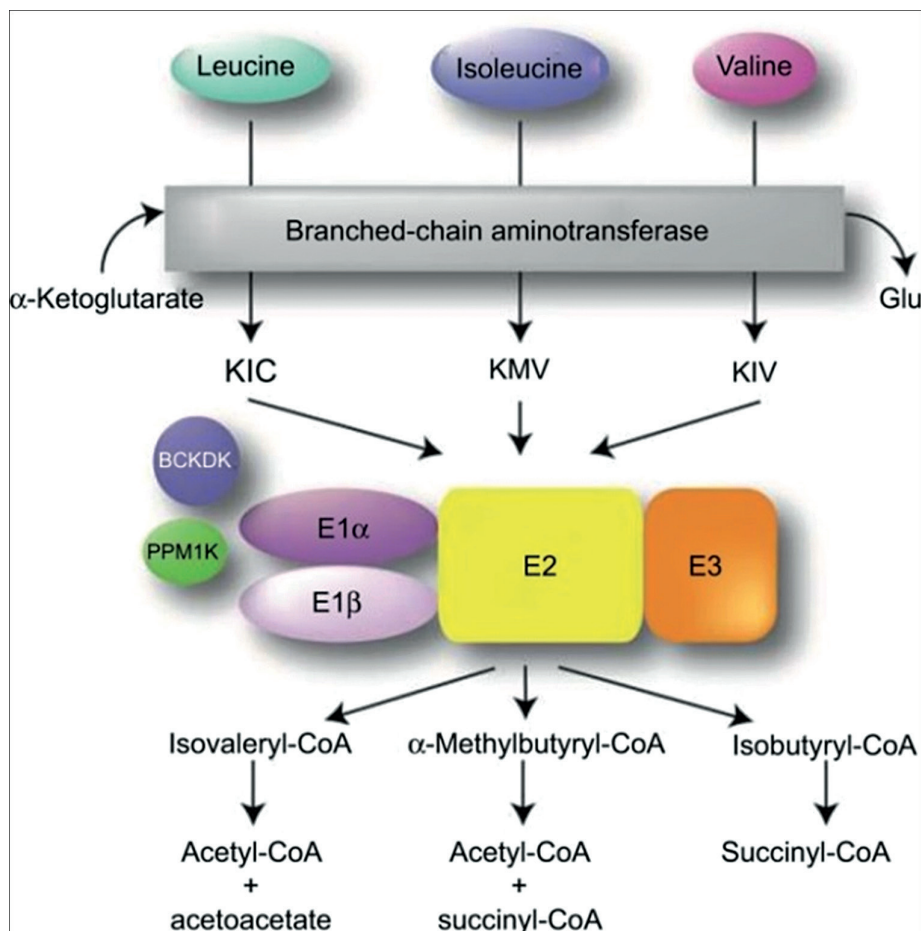 Leucine
Isoleucine
Valine
Branched-chain aminotransferase
α-Ketoglutarate
Glu
KIC
KMV
KIV
BCKDK
PPM1K
E1α
E1β
E2
E3
Isovaleryl-CoA
α-Methylbutyryl-CoA
Isobutyryl-CoA
Acetyl-CoA
+
acetoacetate
Acetyl-CoA
+
succinyl-CoA
Succinyl-CoA